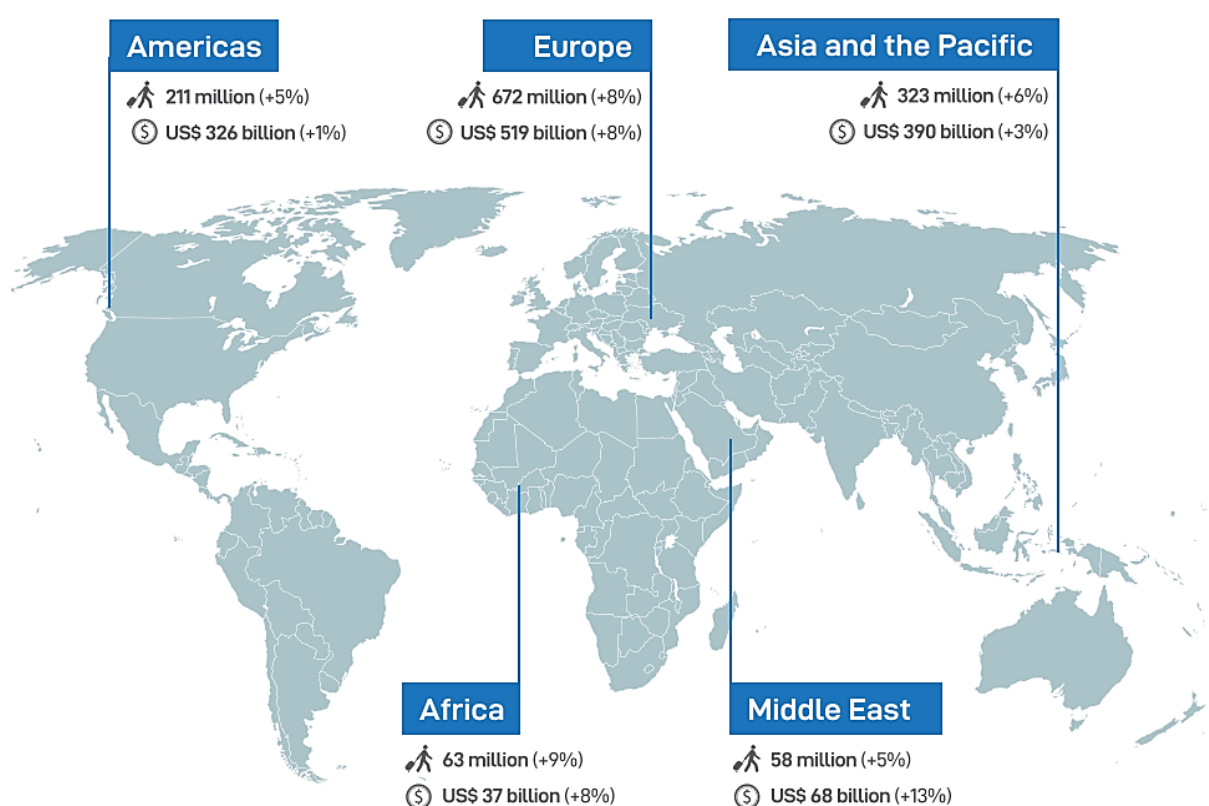 Americas
211 million (+5%)
US$ 326 billion (+1%)
Europe
672 million (+8%)
US$ 519 billion (+8%)
Asia and the Pacific
323 million (+6%)
US$ 390 billion (+3%)
Africa
63 million (+9%)
US$ 37 billion (+8%)
Middle East
58 million (+5%)
US$ 68 billion (+13%)